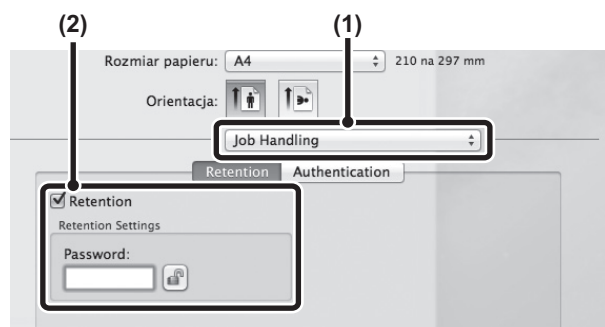 (2) (1)
Rozmiar papieru: A4 210 na 297 mm
Orientacja:
Job Handling
Retention Authentication
Retention
Retention Settings
Password: